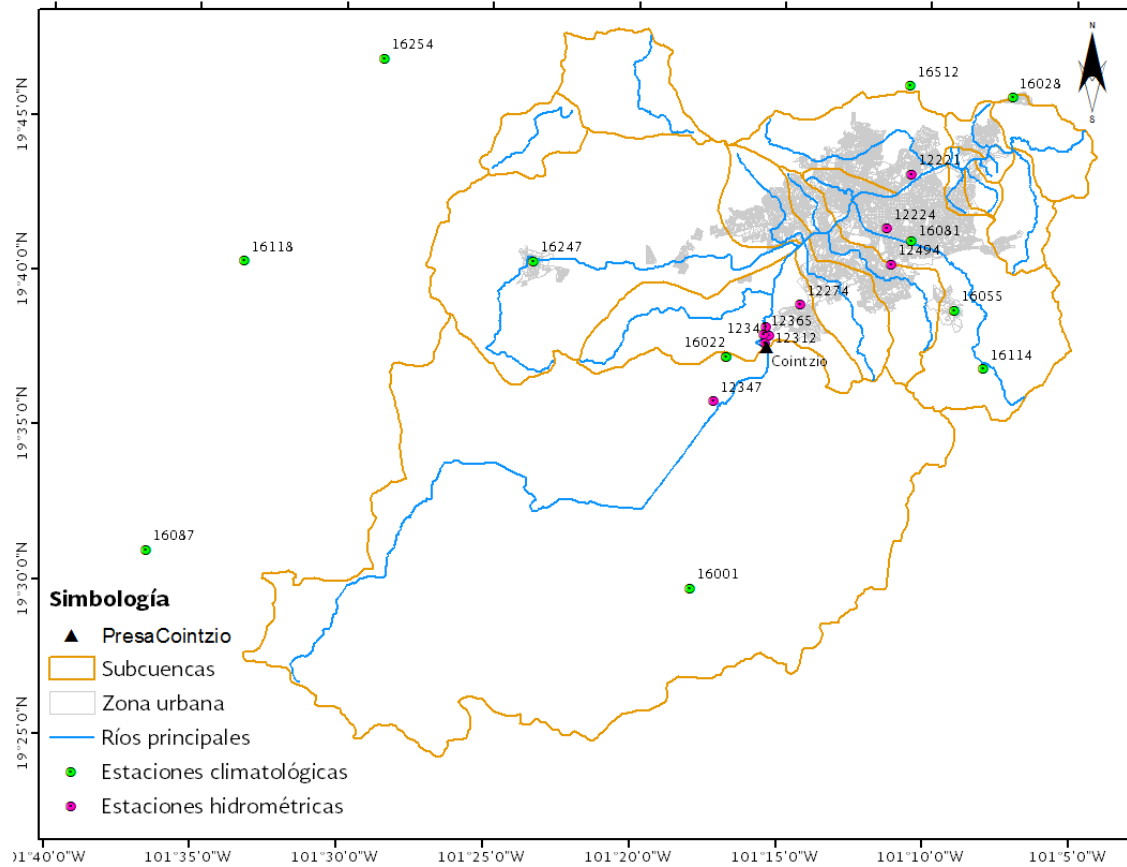 N
S
16254
16512
16028
19°45'0"N
12221
12224
16081
16118
16247
12494
19°40'0"N
12274
16055
12365
12312
16022
Cointzio
16114
12347
19°35'0"N
16087
16001
19°30'0"N
Simbología
PresaCointzio
Subcuencas
Zona urbana
19°25'0"N
Ríos principales
Estaciones climatológicas
Estaciones hidrométricas
101°35'0"W
101°30'0"W
101°25'0"W
101°20'0"W
101°15'0"W
101°10'0"W
101°5'0"W